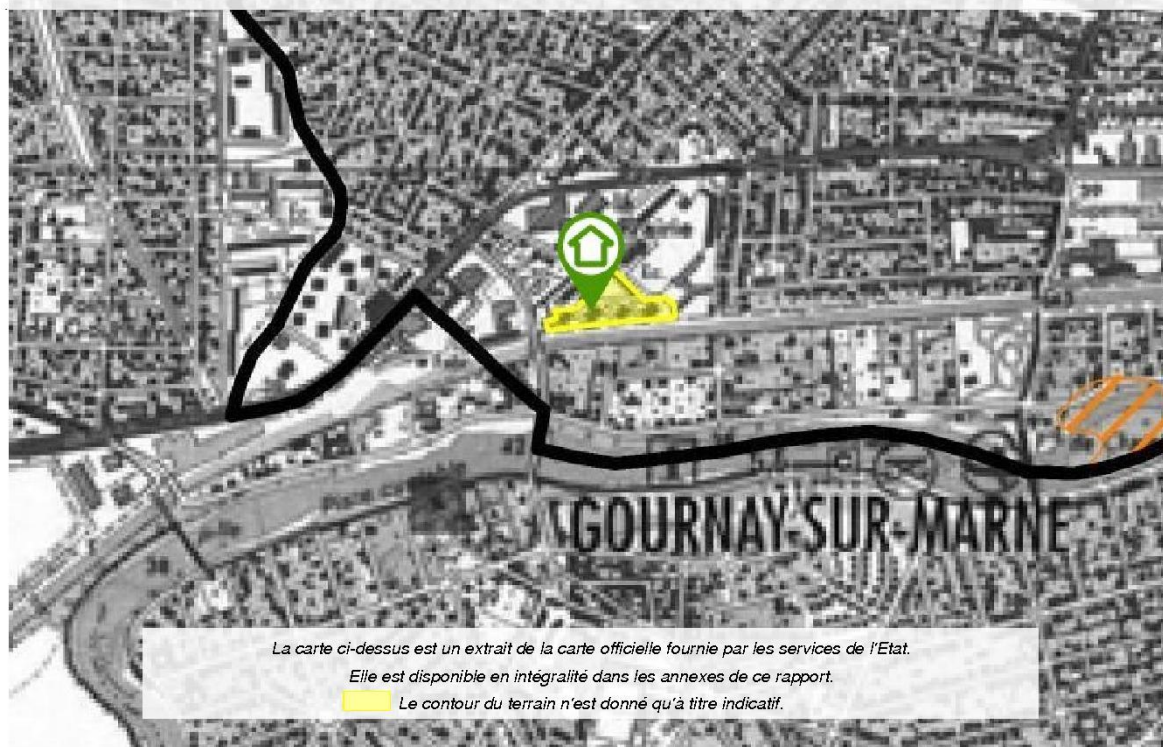 GOURNAY-SUR-MARNE
La carte ci-dessus est un extrait de la carte officielle fournie par les services de l'Etat.
Elle est disponible en intégralité dans les annexes de ce rapport.
Le contour du terrain n'est donné qu'à titre indicatif.